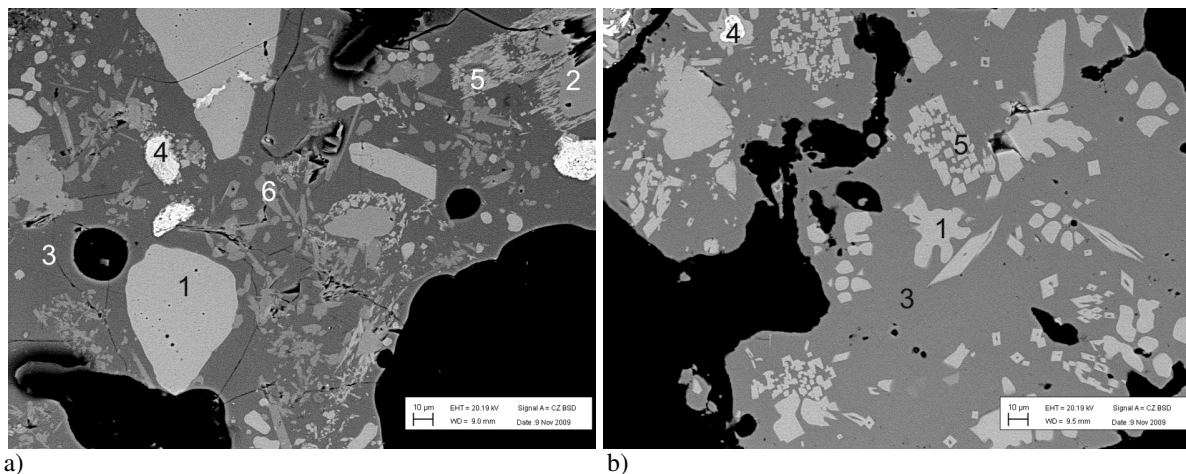 4
5
2
6
3
1
10 µm
EHT = 20.19 kV
Signal A = CZ BSD
WD = 9.0 mm
Date :9 Nov 2009
a)
4
5
1
3
10 µm
EHT = 20.19 kV
Signal A = CZ BSD
WD = 9.5 mm
Date :9 Nov 2009
b)